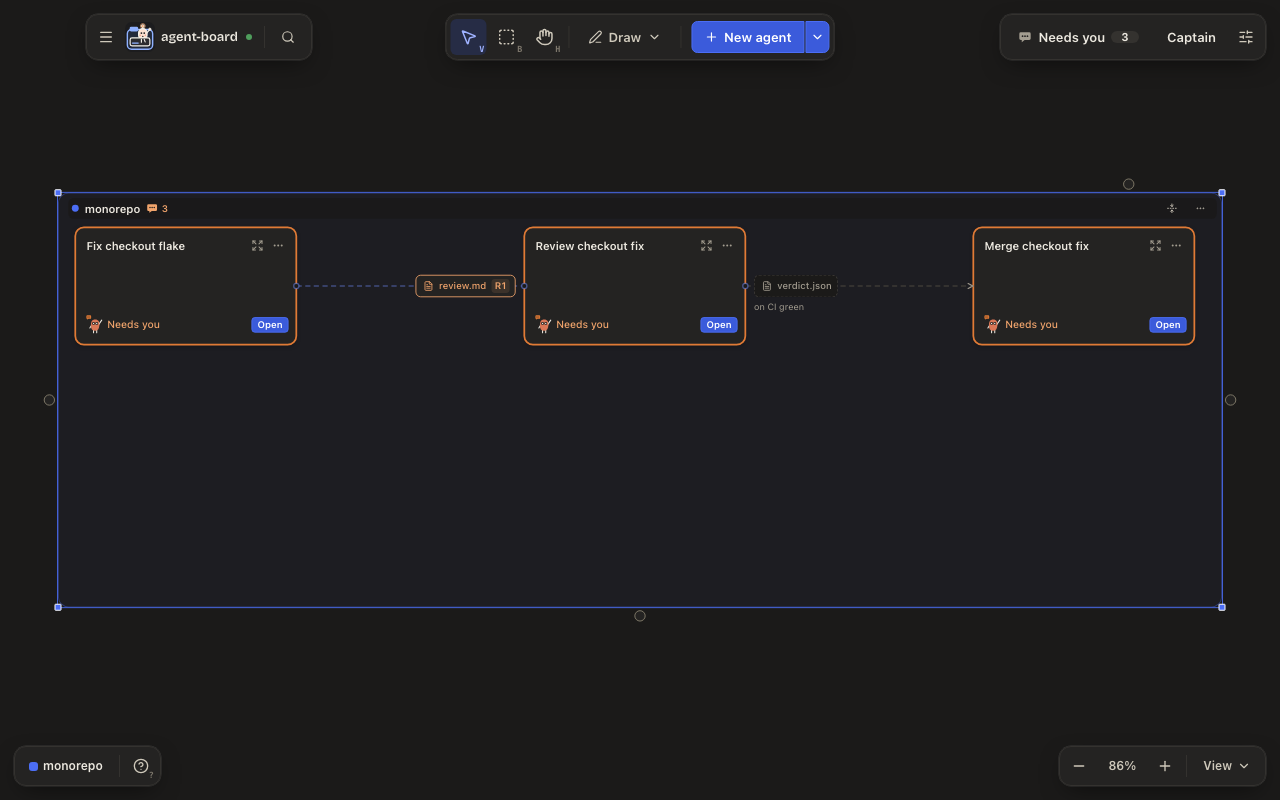 agent-board
V
B
H
Draw
New agent
Needs you 3
Captain
monorepo 3
Fix checkout flake
Needs you
Open
review.md R1
Review checkout fix
Needs you
Open
verdict.json
on CI green
Merge checkout fix
Needs you
Open
monorepo
?
86%
View